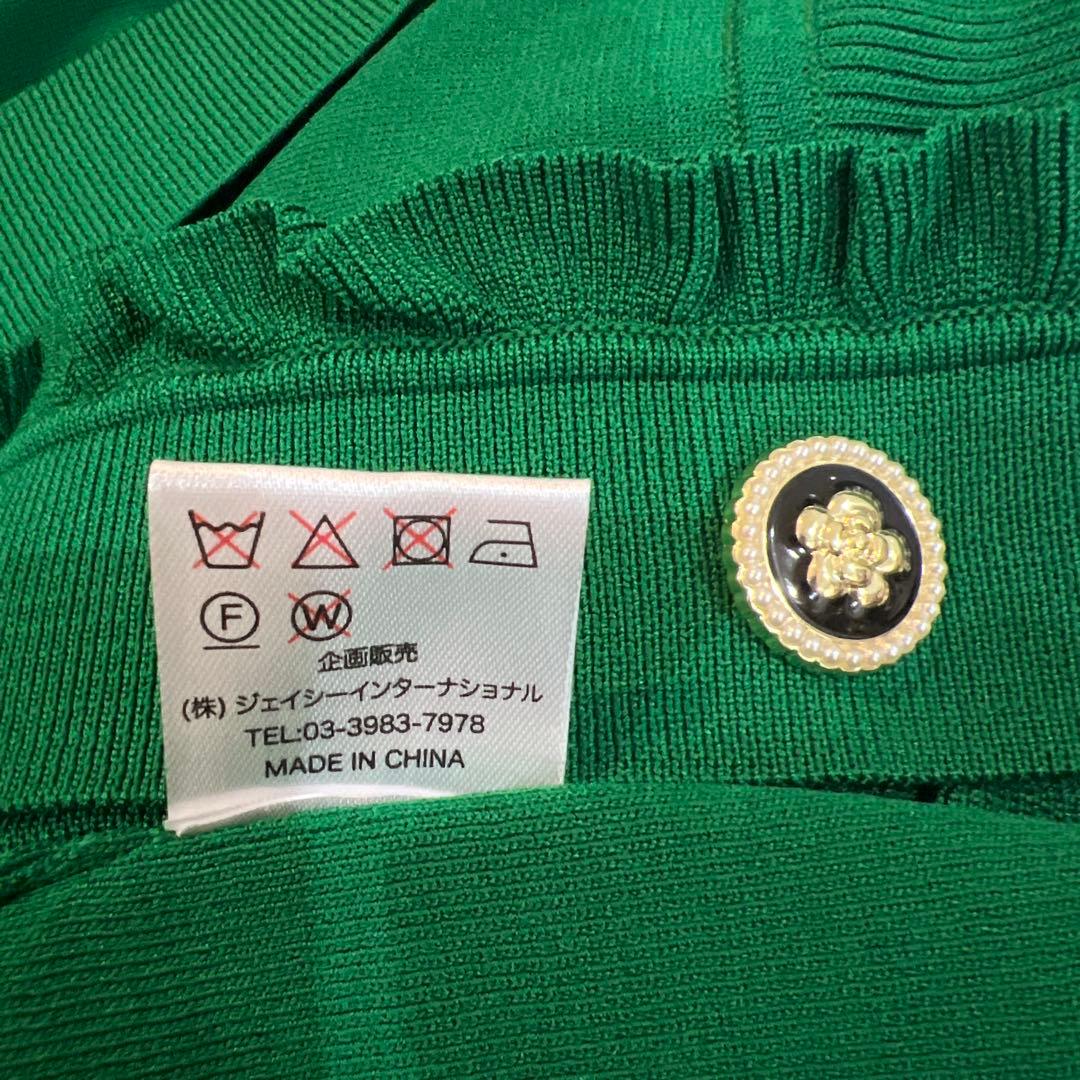 F W
企画販売
(株) ジェイシーインターナショナル
TEL:03-3983-7978
MADE IN CHINA